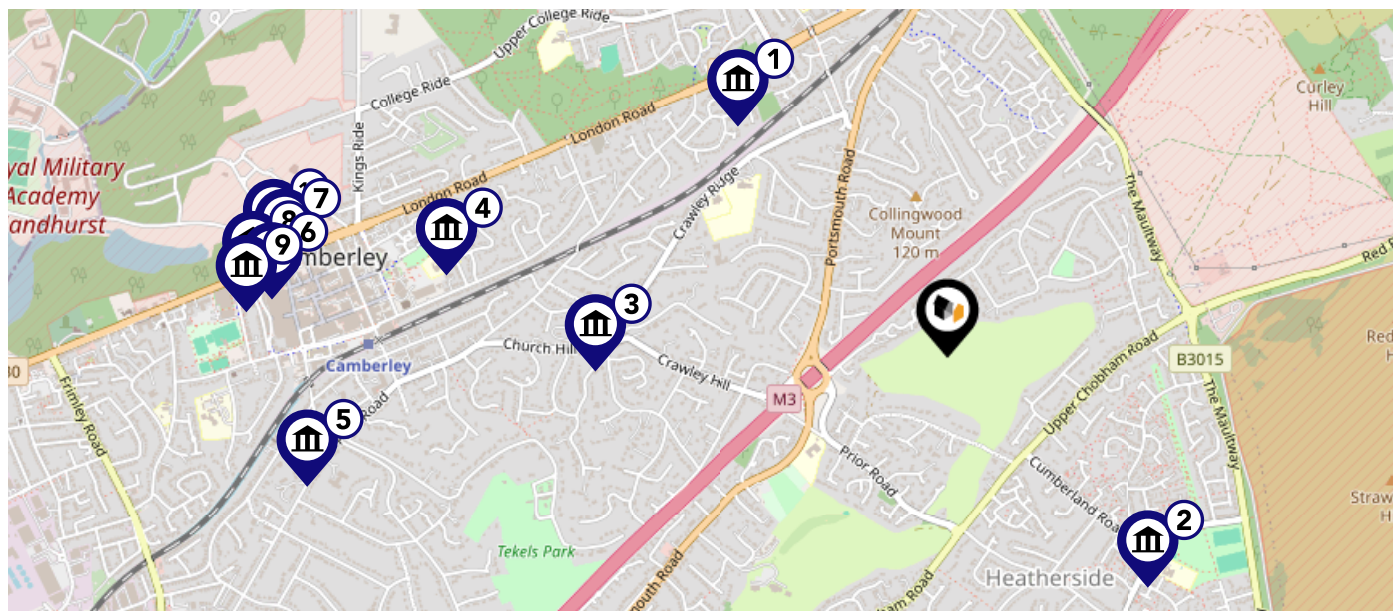 Upper College Ride
1
Curley
Hill
College Ride
London Road
Kings Ride
yal Military
Academy
andhurst
Crawley Ridge
The Maultway
London Road
7
4
8
6
9
mberley
Portsmouth Road
Collingwood
Mount
120 m
Red
3
Church Hill
Crawley Hill
Camberley
30
Upper Chobham Road
B3015
Red
H
M3
Frimley Road
Road
5
The Maultway
Prior Road
Cumberland Roa
Straw
H
2
Tekels Park
mouth Road
Heatherside
ham Road